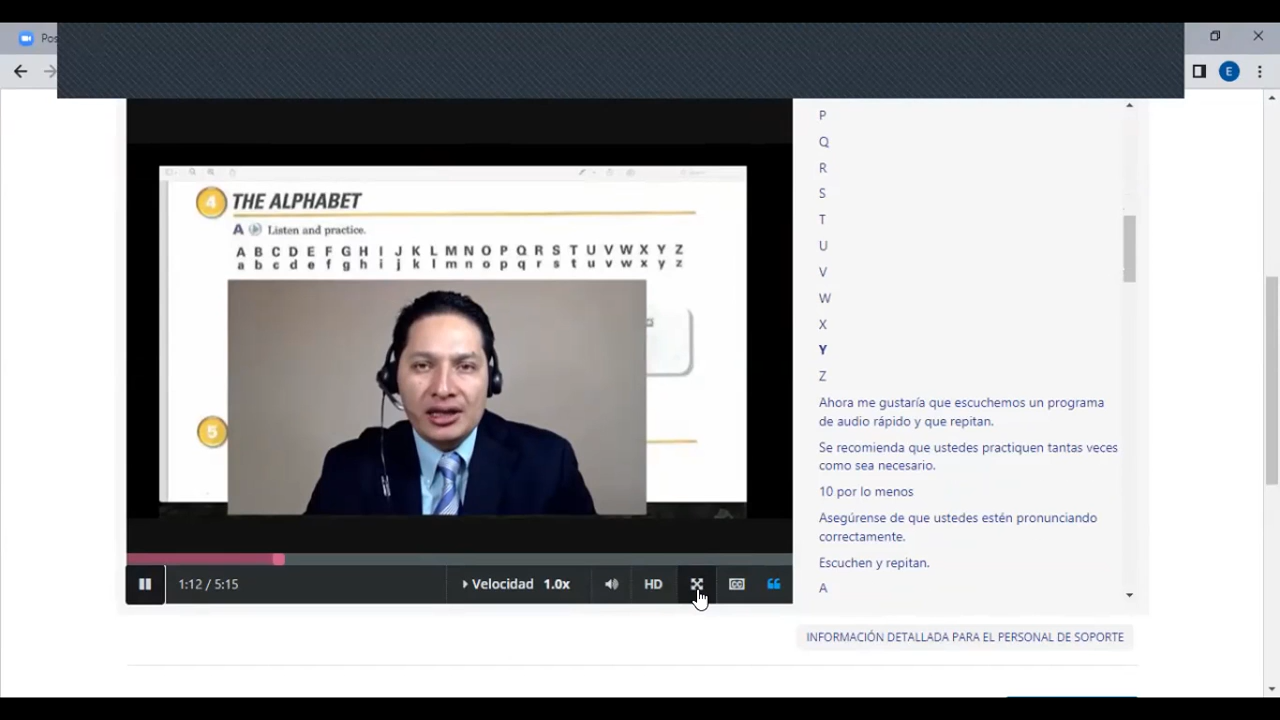 Pos
E
4 THE ALPHABET
A Listen and practice.
A B C D E F G H I J K L M N O P Q R S T U V W X Y Z
a b c d e f g h i j k l m n o p q r s t u v w x y z
5
1:12 / 5:15
Velocidad 1.0x
HD
CC
P
Q
R
S
T
U
V
W
X
Y
Z
Ahora me gustaría que escuchemos un programa
de audio rápido y que repitan.
Se recomienda que ustedes practiquen tantas veces
como sea necesario.
10 por lo menos
Asegúrense de que ustedes estén pronunciando
correctamente.
Escuchen y repitan.
A
INFORMACIÓN DETALLADA PARA EL PERSONAL DE SOPORTE